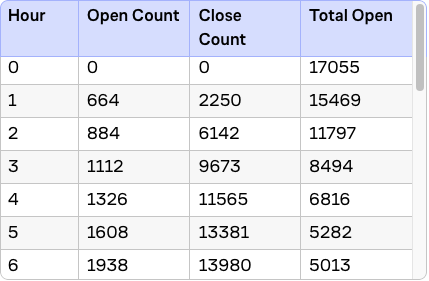 Hour Open Count Close Count Total Open
0 0 0 17055
1 664 2250 15469
2 884 6142 11797
3 1112 9673 8494
4 1326 11565 6816
5 1608 13381 5282
6 1938 13980 5013